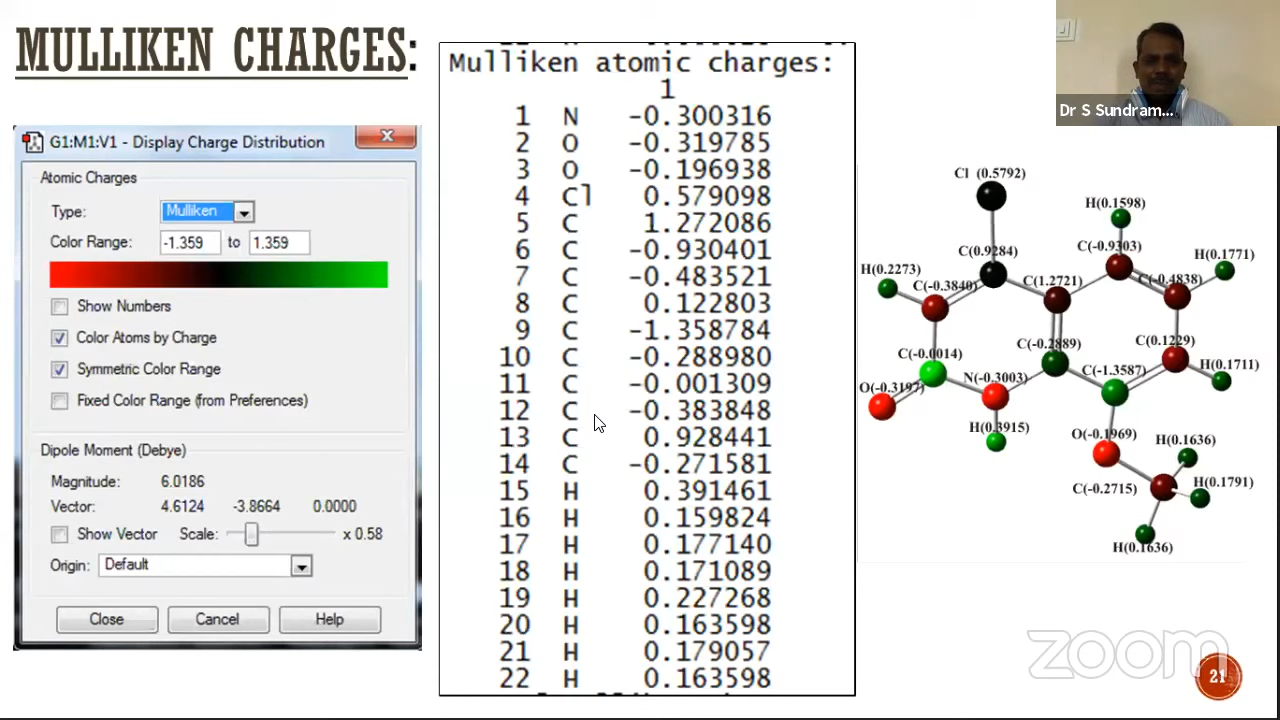 MULLIKEN CHARGES:
G1:M1:V1 - Display Charge Distribution
Atomic Charges
Type: Mulliken
Color Range: -1.359 to 1.359
Show Numbers
Color Atoms by Charge
Symmetric Color Range
Fixed Color Range (from Preferences)
Dipole Moment (Debye)
Magnitude: 6.0186
Vector: 4.6124 -3.8664 0.0000
Show Vector Scale: x 0.58
Origin: Default
Close Cancel Help
Mulliken atomic charges:
1
1 N -0.300316
2 O -0.319785
3 O -0.196938
4 Cl 0.579098
5 C 1.272086
6 C -0.930401
7 C -0.483521
8 C 0.122803
9 C -1.358784
10 C -0.288980
11 C -0.001309
12 C -0.383848
13 C 0.928441
14 C -0.271581
15 H 0.391461
16 H 0.159824
17 H 0.177140
18 H 0.171089
19 H 0.227268
20 H 0.163598
21 H 0.179057
22 H 0.163598
Dr S Sundram...
Cl (0.5792)
H(0.1598)
C(0.9284)
C(-0.9303)
H(0.1771)
H(0.2273)
C(-0.3840)
C(1.2721)
C(-0.4838)
C(-0.2889)
C(0.1229)
C(-0.0014)
H(0.1711)
O(-0.3197)
N(-0.3003)
C(-1.3587)
H(0.3915)
O(-0.1969)
H(0.1636)
C(-0.2715)
H(0.1791)
H(0.1636)
zoom
21